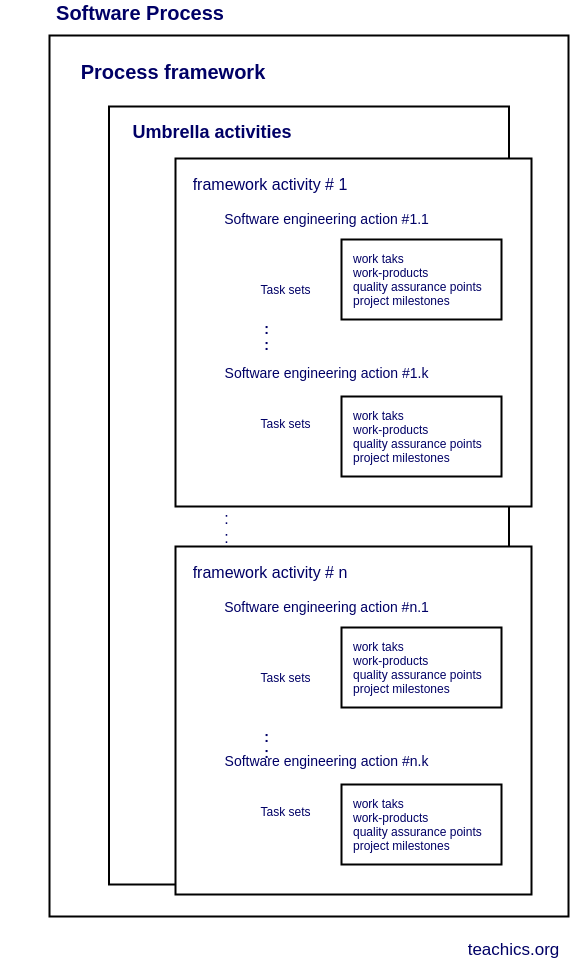 Software Process
Process framework
Umbrella activities
framework activity # 1
Software engineering action #1.1
Task sets
work taks
work-products
quality assurance points
project milestones
:
:
Software engineering action #1.k
Task sets
work taks
work-products
quality assurance points
project milestones
:
:
framework activity # n
Software engineering action #n.1
Task sets
work taks
work-products
quality assurance points
project milestones
:
:
Software engineering action #n.k
Task sets
work taks
work-products
quality assurance points
project milestones
teachics.org